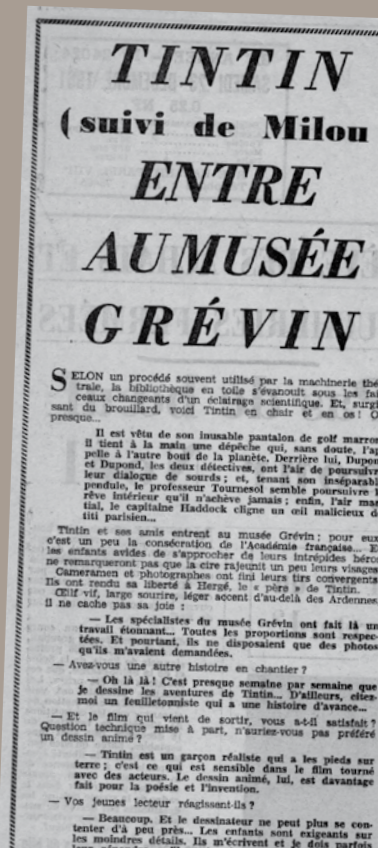 TINTIN
(suivi de Milou
ENTRE
AU MUSÉE
GRÉVIN
SELON un procédé souvent utilisé par la machinerie thé-
trale, la bibliothèque en toile s'évanouit sous les fai
ceaux changeants d'un éclairage scientifique. Et, surgi
sant du brouillard, voici Tintin en chair et en os ! O
presque...
Il est vêtu de son inusable pantalon de golf marron
Il tient à la main une dépêche qui, sans doute, l'ap
pelle à l'autre bout de la planète. Derrière lui, Dupon
et Dupond, les deux détectives, ont l'air de poursuivre
leur dialogue de sourds ; et, tenant son inséparabl
pendule, le professeur Tournesol semble poursuivre l
rêve intérieur qu'il n'achève jamais ; enfin, l'air mar
tial, le capitaine Haddock cligne un œil malicieux d
titi parisien...
Tintin et ses amis entrent au musée Grévin ; pour eux
c'est un peu la consécration de l'Académie française... E
les enfants avides de s'approcher de leurs intrépides héro
ne remarqueront pas que la cire rajeunit un peu leurs visages
Cameramen et photographes ont fini leurs tirs convergents
Ils ont rendu sa liberté à Hergé, le « père » de Tintin.
Œil vif, large sourire, léger accent d'au-delà des Ardennes
il ne cache pas sa joie :
— Les spécialistes du musée Grévin ont fait là un
travail étonnant... Toutes les proportions sont respec-
tées. Et pourtant, ils ne disposaient que des photos
qu'ils m'avaient demandées.
— Avez-vous une autre histoire en chantier ?
— Oh là là ! C'est presque semaine par semaine que
je dessine les aventures de Tintin... D'ailleurs, citez-
moi un feuilletonniste qui a une histoire d'avance...
— Et le film qui vient de sortir, vous a-t-il satisfait ?
Question technique mise à part, n'auriez-vous pas préféré
un dessin animé ?
— Tintin est un garçon réaliste qui a les pieds sur
terre ; c'est ce qui est sensible dans le film tourné
avec des acteurs. Le dessin animé, lui, est davantage
fait pour la poésie et l'invention.
— Vos jeunes lecteur réagissent-ils ?
— Beaucoup. Et le dessinateur ne peut plus se con-
tenter d'à peu près... Les enfants sont exigeants sur
les moindres détails. Ils m'écrivent et je dois parfois